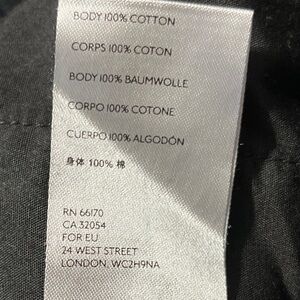 BODY 100% COTTON
CORPS 100% COTON
BODY 100% BAUMWOLLE
CORPO 100% COTONE
CUERPO 100% ALGODÓN
身体 100% 棉
RN 66170
CA 32054
FOR EU
24 WEST STREET
LONDON, WC2H9NA